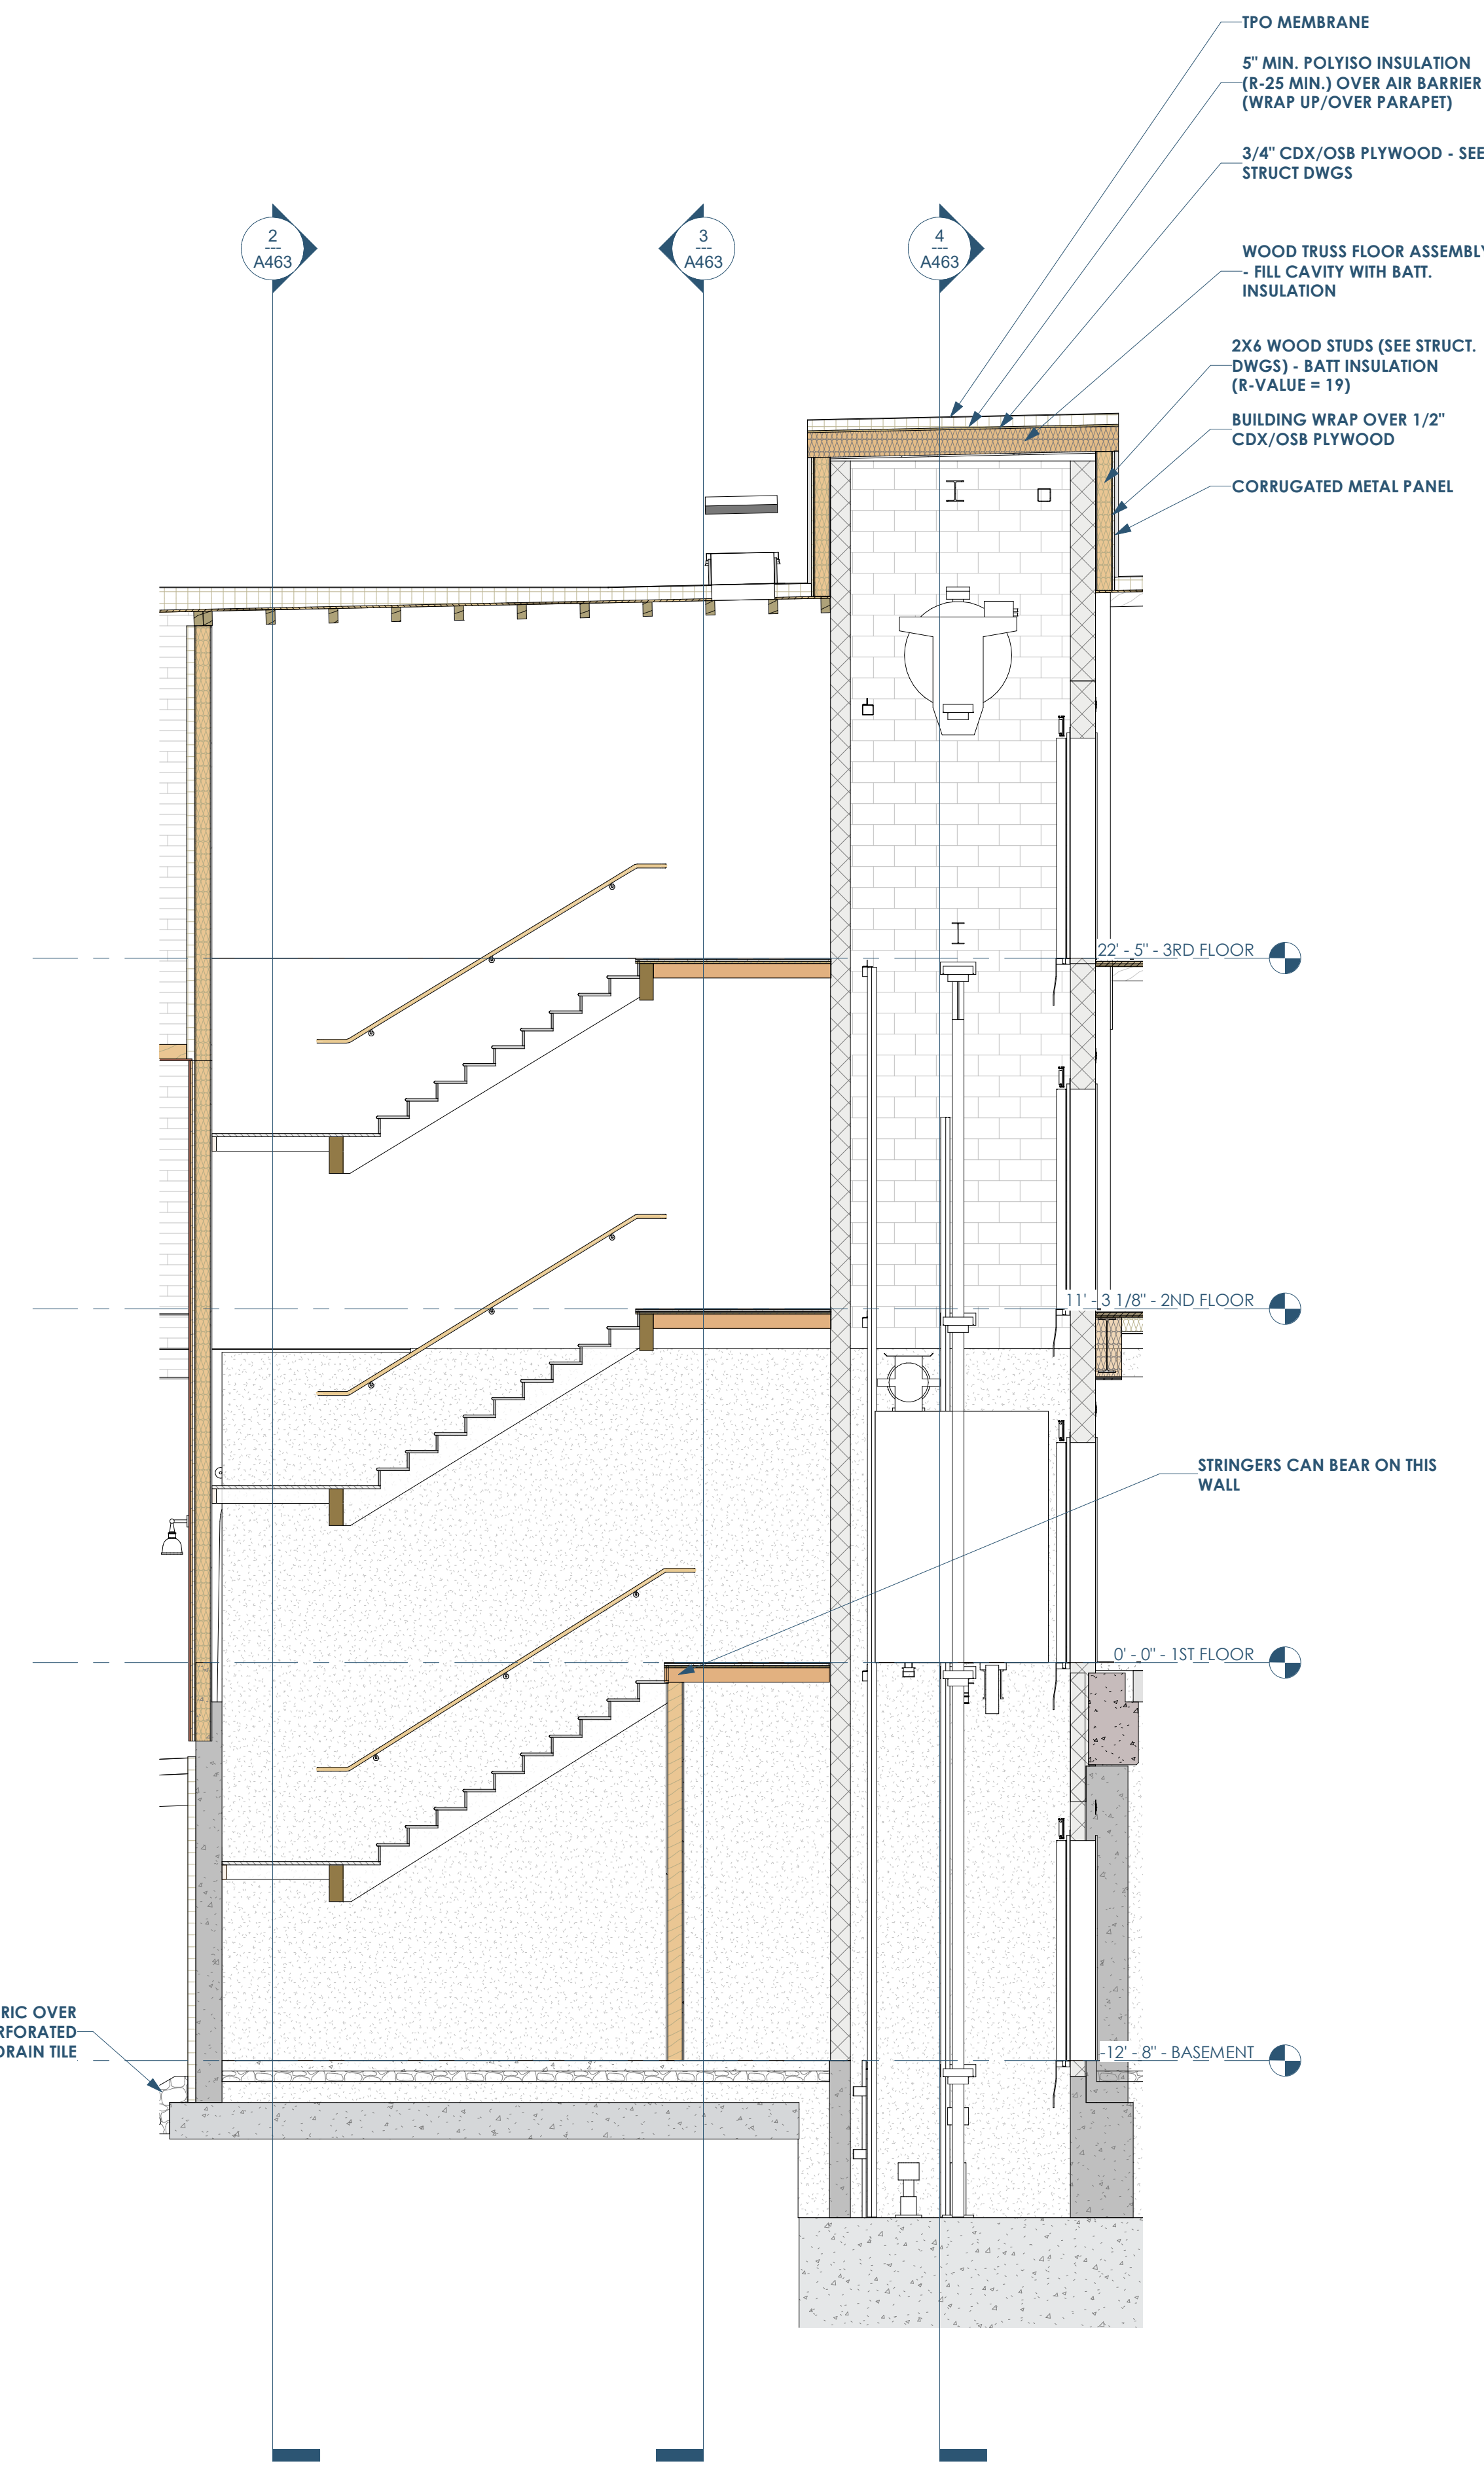 TPO MEMBRANE
5" MIN. POLYISO INSULATION
(R-25 MIN.) OVER AIR BARRIER
(WRAP UP/OVER PARAPET)
3/4" CDX/OSB PLYWOOD - SEE
STRUCT DWGS
2
---
A463
3
---
A463
4
---
A463
WOOD TRUSS FLOOR ASSEMBLY
- FILL CAVITY WITH BATT.
INSULATION
2X6 WOOD STUDS (SEE STRUCT.
DWGS) - BATT INSULATION
(R-VALUE = 19)
BUILDING WRAP OVER 1/2"
CDX/OSB PLYWOOD
CORRUGATED METAL PANEL
22' - 5" - 3RD FLOOR
11' - 3 1/8" - 2ND FLOOR
STRINGERS CAN BEAR ON THIS
WALL
0' - 0" - 1ST FLOOR
RIC OVER
RFORATED
DRAIN TILE
-12' - 8" - BASEMENT